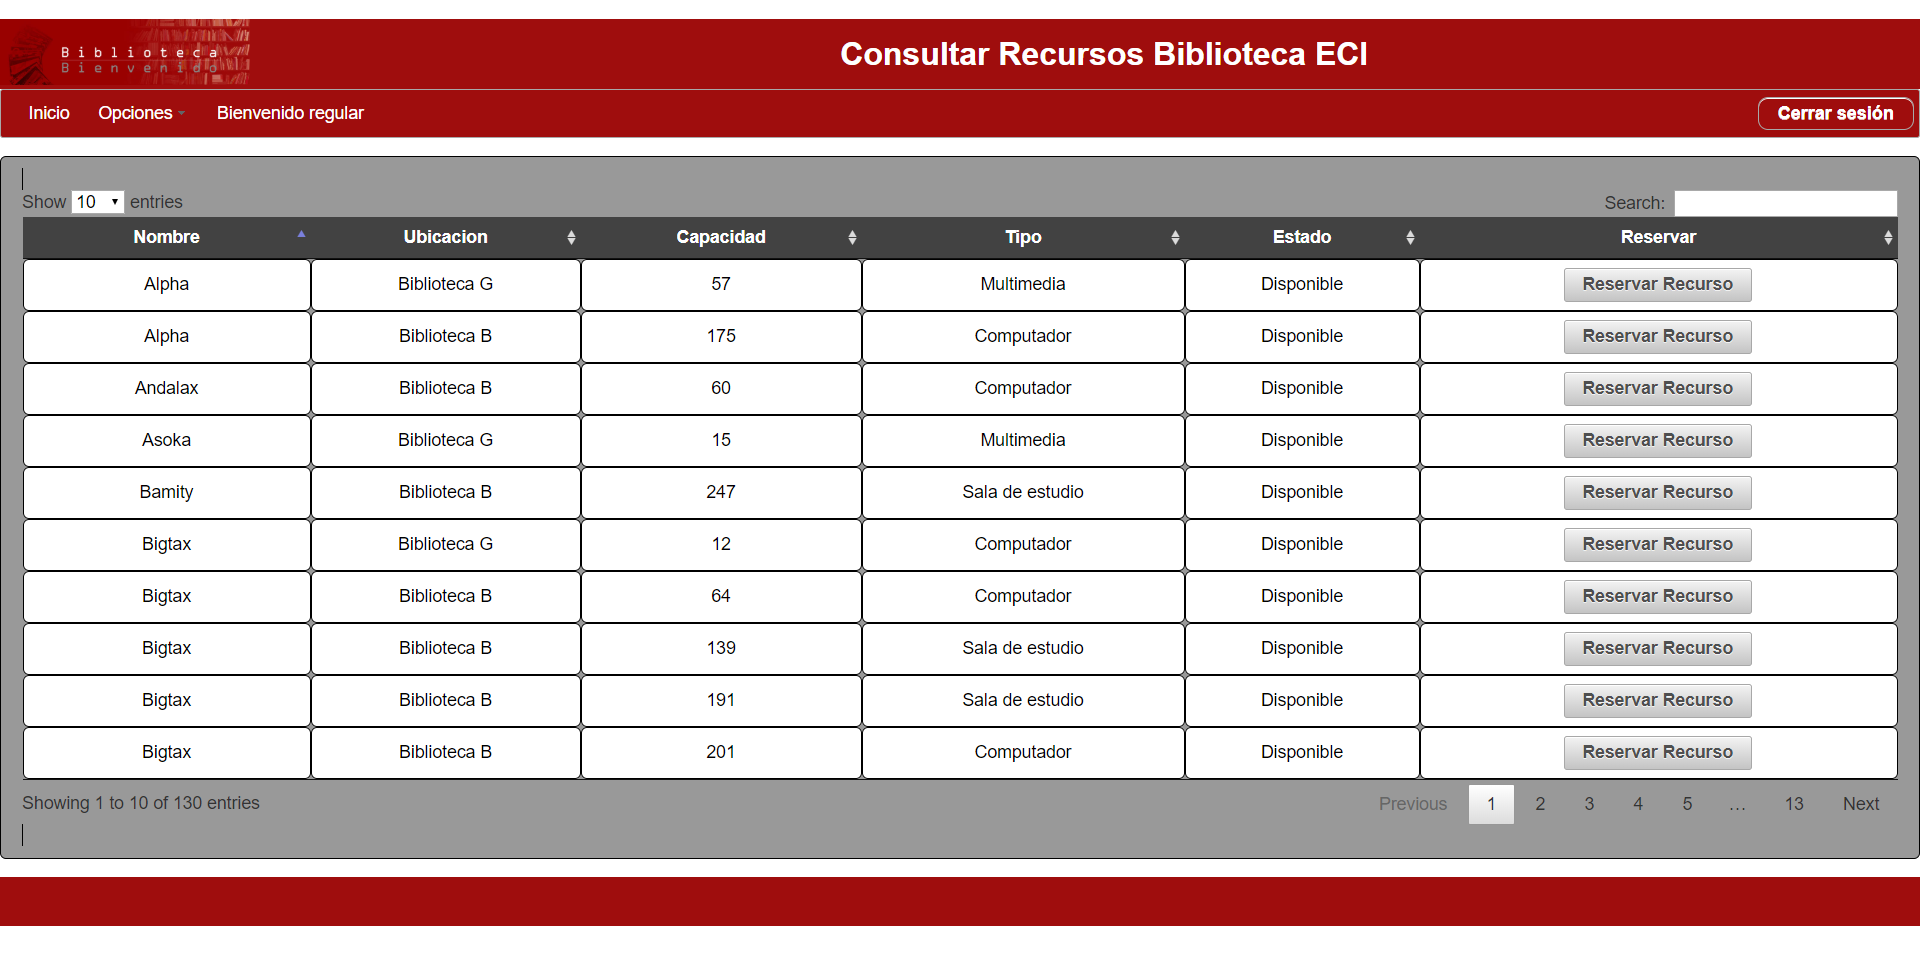 Biblioteca
Bienvenido
Consultar Recursos Biblioteca ECI
Inicio Opciones Bienvenido regular Cerrar sesión
Show 10 entries Search:
Nombre Ubicacion Capacidad Tipo Estado Reservar
Alpha Biblioteca G 57 Multimedia Disponible Reservar Recurso
Alpha Biblioteca B 175 Computador Disponible Reservar Recurso
Andalax Biblioteca B 60 Computador Disponible Reservar Recurso
Asoka Biblioteca G 15 Multimedia Disponible Reservar Recurso
Bamity Biblioteca B 247 Sala de estudio Disponible Reservar Recurso
Bigtax Biblioteca G 12 Computador Disponible Reservar Recurso
Bigtax Biblioteca B 64 Computador Disponible Reservar Recurso
Bigtax Biblioteca B 139 Sala de estudio Disponible Reservar Recurso
Bigtax Biblioteca B 191 Sala de estudio Disponible Reservar Recurso
Bigtax Biblioteca B 201 Computador Disponible Reservar Recurso
Showing 1 to 10 of 130 entries Previous 1 2 3 4 5 … 13 Next